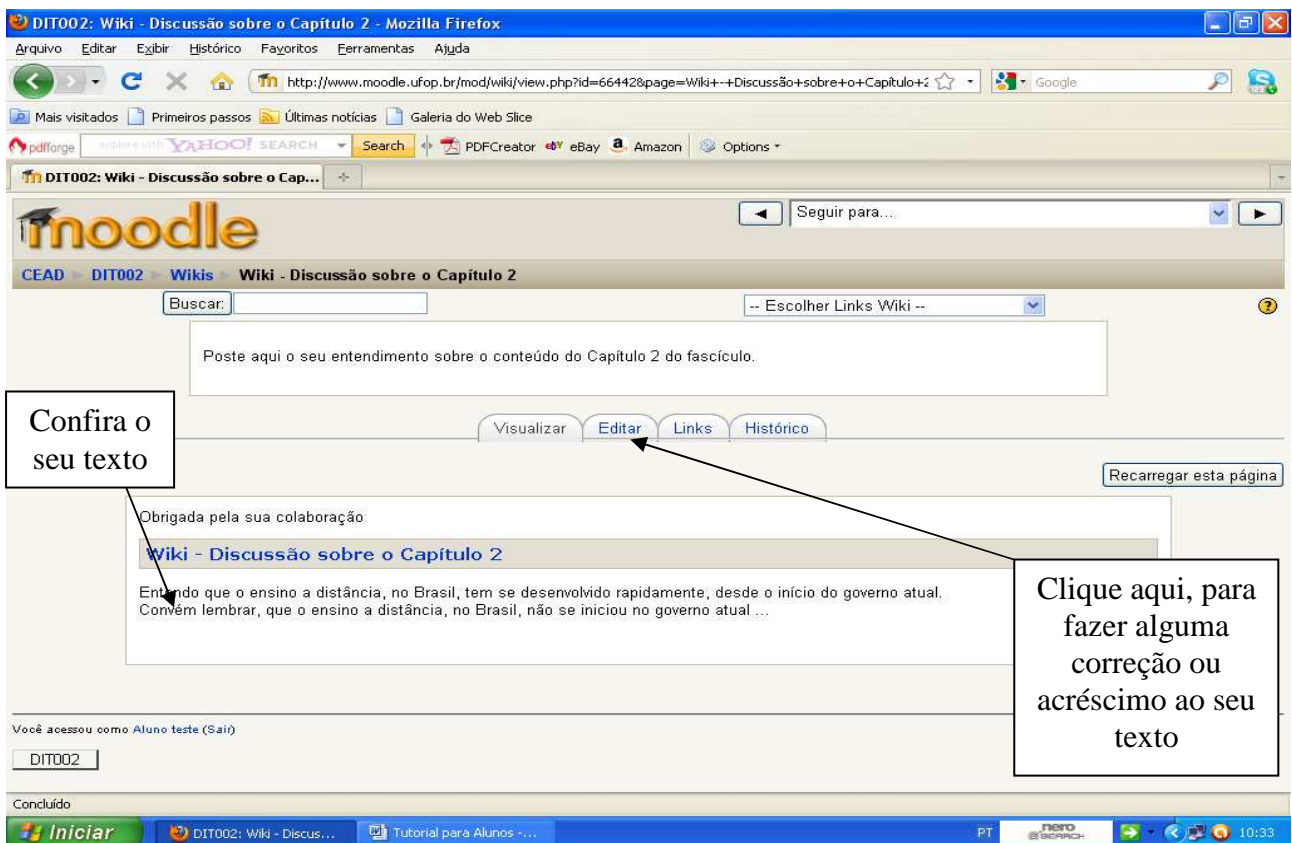 DIT002: Wiki - Discussão sobre o Capítulo 2 - Mozilla Firefox
Arquivo Editar Exibir Histórico Favoritos Ferramentas Ajuda
http://www.moodle.ufop.br/mod/wiki/view.php?id=66442&page=Wiki+-+Discussão+sobre+o+Capítulo+2 Google
Mais visitados Primeiros passos Últimas notícias Galeria do Web Slice
pdfforge explore with YAHOO! SEARCH Search PDFCreator eBay Amazon Options
DIT002: Wiki - Discussão sobre o Cap...
moodle
Seguir para...
CEAD DIT002 Wikis Wiki - Discussão sobre o Capítulo 2
Buscar: -- Escolher Links Wiki --
Poste aqui o seu entendimento sobre o conteúdo do Capítulo 2 do fascículo.
Confira o
seu texto
Visualizar Editar Links Histórico
Recarregar esta página
Obrigada pela sua colaboração
Wiki - Discussão sobre o Capítulo 2
Entendo que o ensino a distância, no Brasil, tem se desenvolvido rapidamente, desde o início do governo atual.
Convém lembrar, que o ensino a distância, no Brasil, não se iniciou no governo atual ...
Clique aqui, para
fazer alguma
correção ou
acréscimo ao seu
texto
Você acessou como Aluno teste (Sair)
DIT002
Concluído
Iniciar DIT002: Wiki - Discus... Tutorial para Alunos -... PT nero SEARCH 10:33